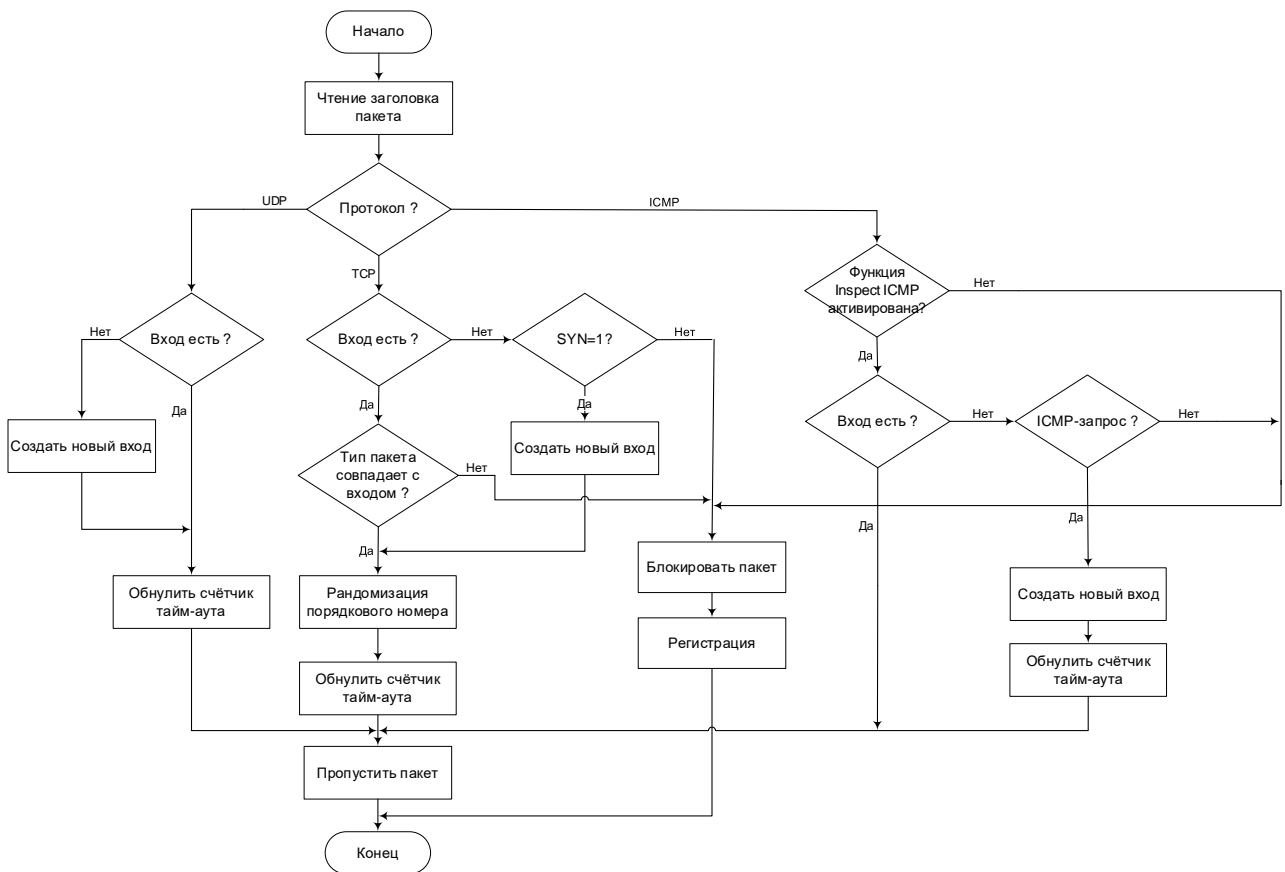 Начало
Чтение заголовка
пакета
Протокол ?
UDP
TCP
ICMP
Вход есть ?
Нет
Да
Создать новый вход
Обнулить счётчик
тайм-аута
Вход есть ?
Нет
Да
SYN=1?
Нет
Да
Создать новый вход
Тип пакета
совпадает с
входом ?
Нет
Да
Рандомизация
порядкового номера
Обнулить счётчик
тайм-аута
Пропустить пакет
Конец
Блокировать пакет
Регистрация
Функция
Inspect ICMP
активирована?
Нет
Да
Вход есть ?
Нет
Да
ICMP-запрос ?
Нет
Да
Создать новый вход
Обнулить счётчик
тайм-аута